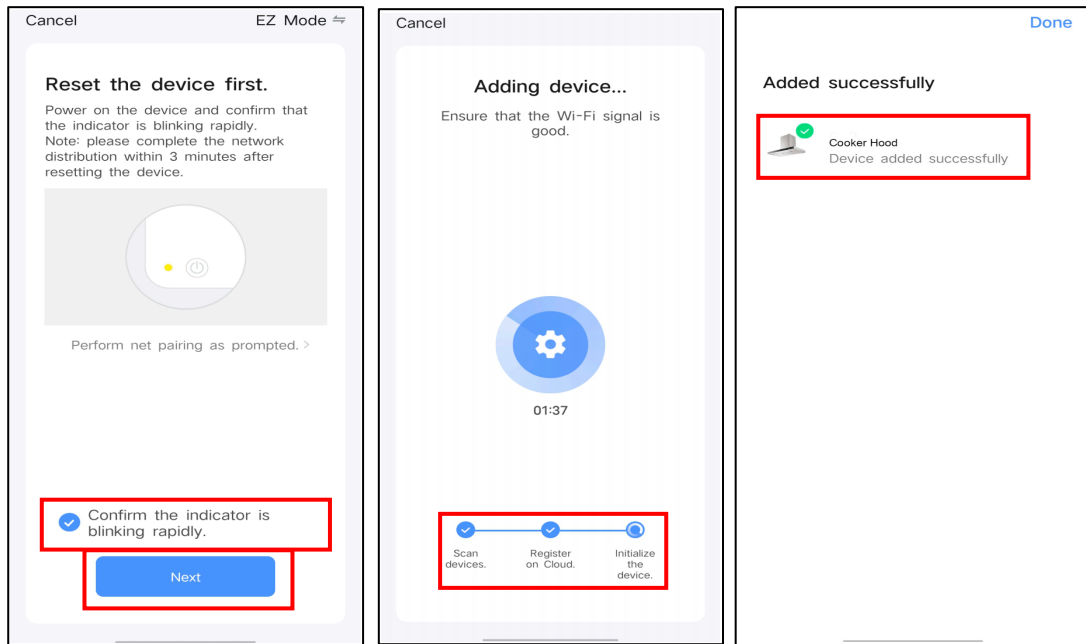 Cancel
EZ Mode
Reset the device first.
Power on the device and confirm that
the indicator is blinking rapidly.
Note: please complete the network
distribution within 3 minutes after
resetting the device.
Perform net pairing as prompted. >
Confirm the indicator is
blinking rapidly.
Next
Cancel
Adding device...
Ensure that the Wi-Fi signal is
good.
01:37
Scan
devices.
Register
on Cloud.
Initialize
the
device.
Done
Added successfully
Cooker Hood
Device added successfully